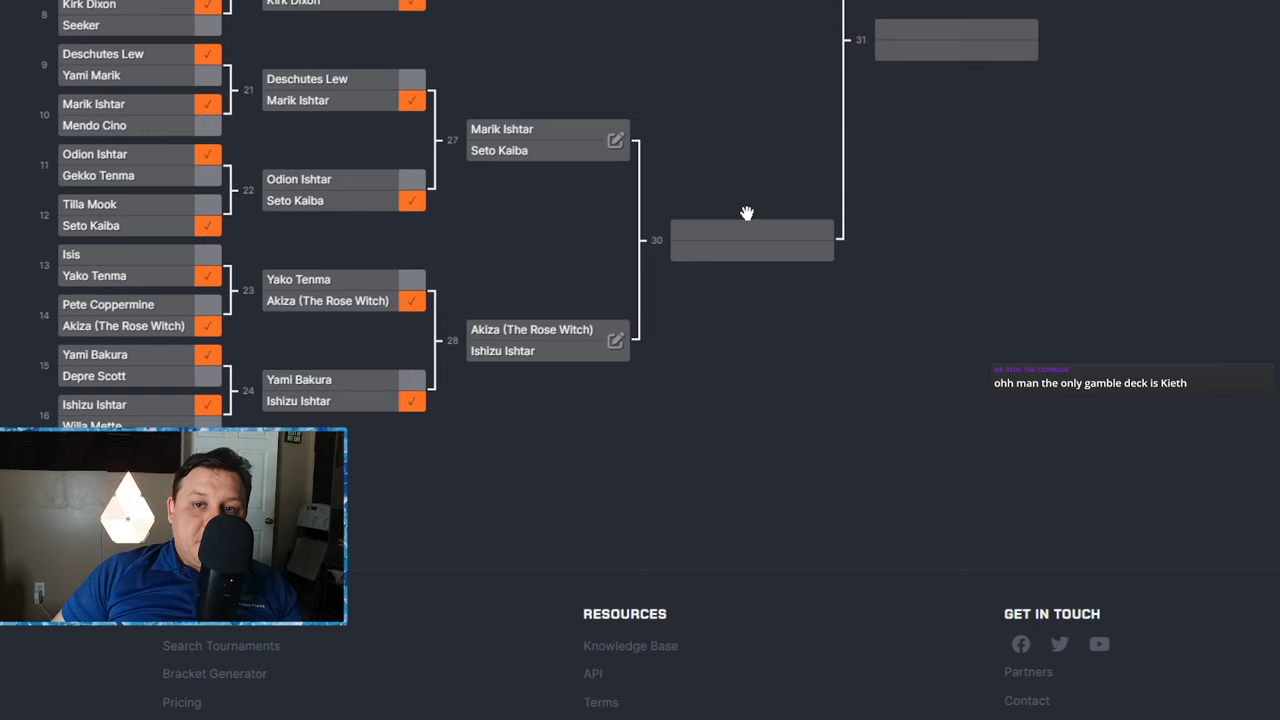 8
Kirk Dixon
✓
Seeker
Kirk Dixon
9
Deschutes Lew
✓
Yami Marik
10
Marik Ishtar
✓
Mendo Cino
21
Deschutes Lew
Marik Ishtar
✓
11
Odion Ishtar
✓
Gekko Tenma
12
Tilla Mook
Seto Kaiba
✓
22
Odion Ishtar
Seto Kaiba
✓
27
Marik Ishtar
Seto Kaiba
13
Isis
Yako Tenma
✓
14
Pete Coppermine
Akiza (The Rose Witch)
✓
23
Yako Tenma
Akiza (The Rose Witch)
✓
15
Yami Bakura
✓
Depre Scott
16
Ishizu Ishtar
✓
Willa Mette
24
Yami Bakura
Ishizu Ishtar
✓
28
Akiza (The Rose Witch)
Ishizu Ishtar
30
31
ohh man the only gamble deck is Kieth
Search Tournaments
Bracket Generator
Pricing
RESOURCES
Knowledge Base
API
Terms
GET IN TOUCH
Partners
Contact